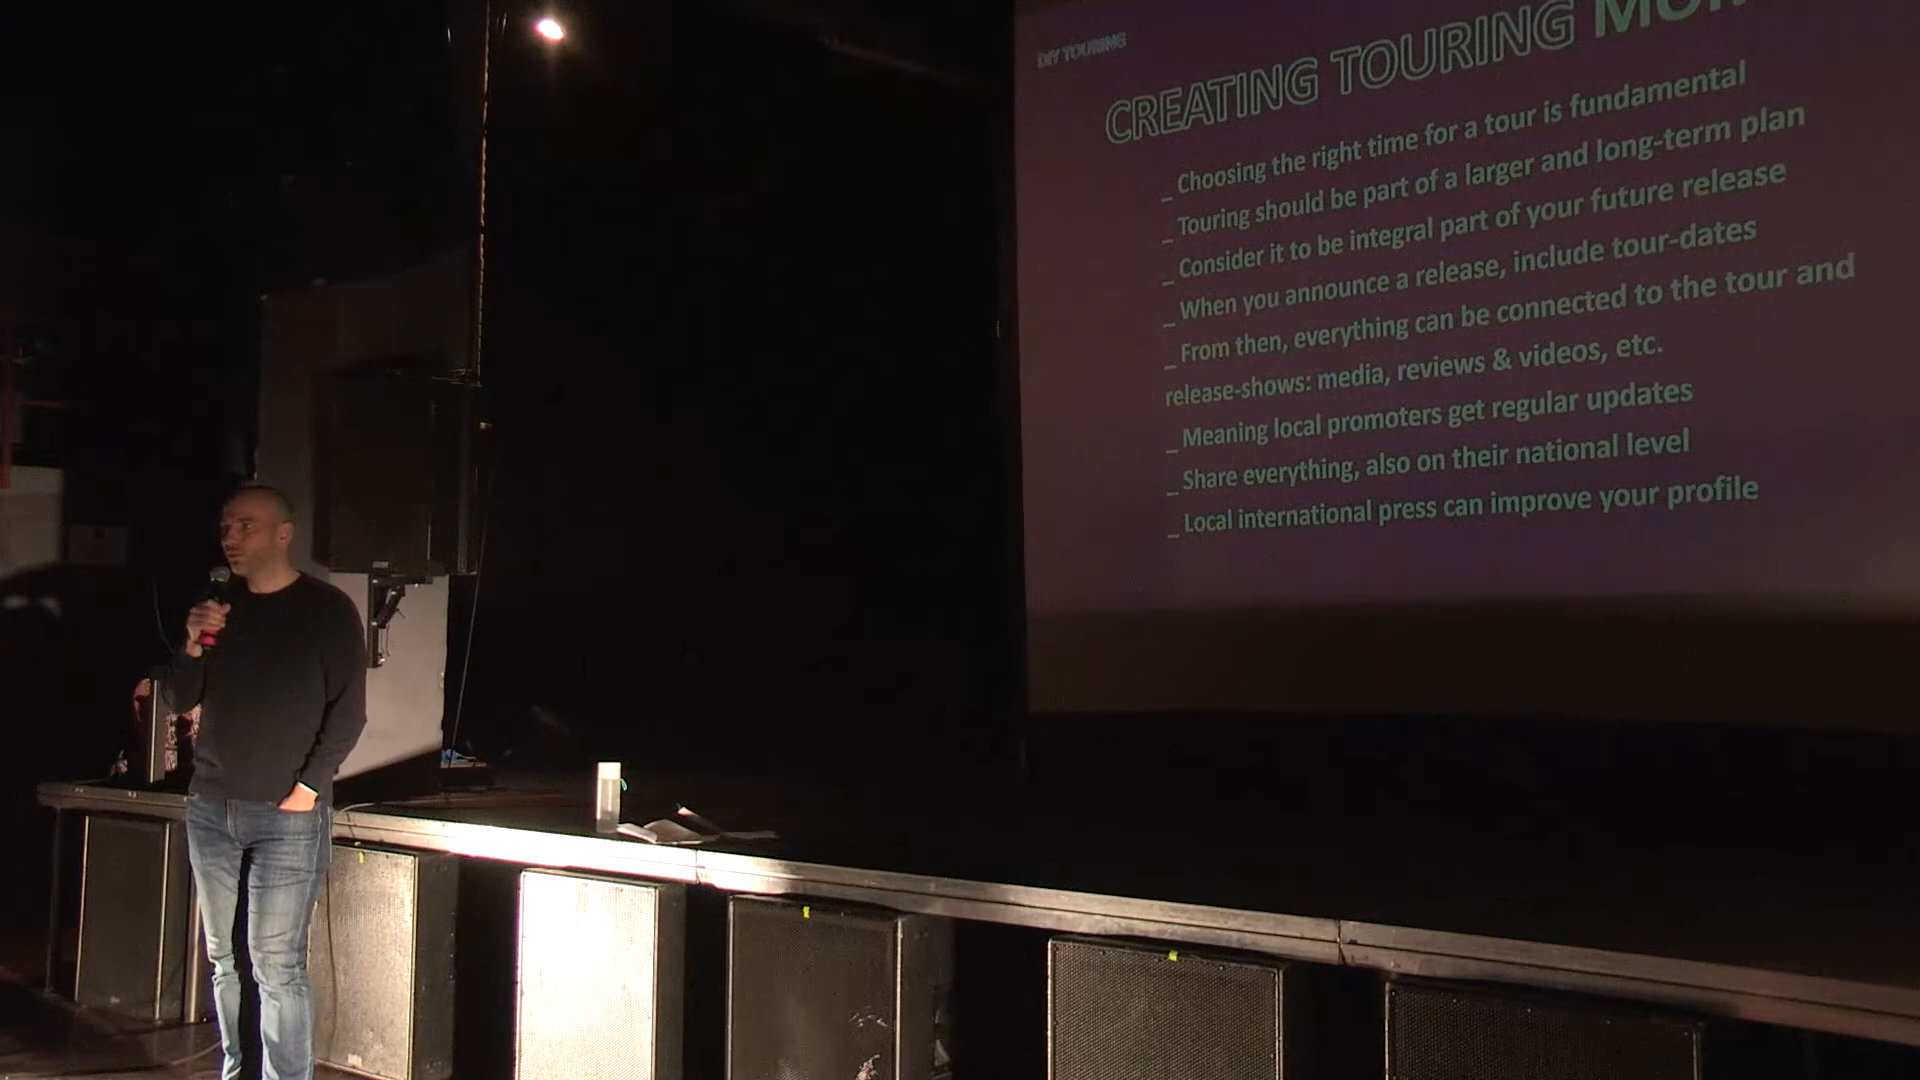 DIY TOURING
CREATING TOURING
_ Choosing the right time for a tour is fundamental
_ Touring should be part of a larger and long-term plan
_ Consider it to be integral part of your future release
_ When you announce a release, include tour-dates
_ From then, everything can be connected to the tour and
release-shows: media, reviews & videos, etc.
_ Meaning local promoters get regular updates
_ Share everything, also on their national level
_ Local international press can improve your profile